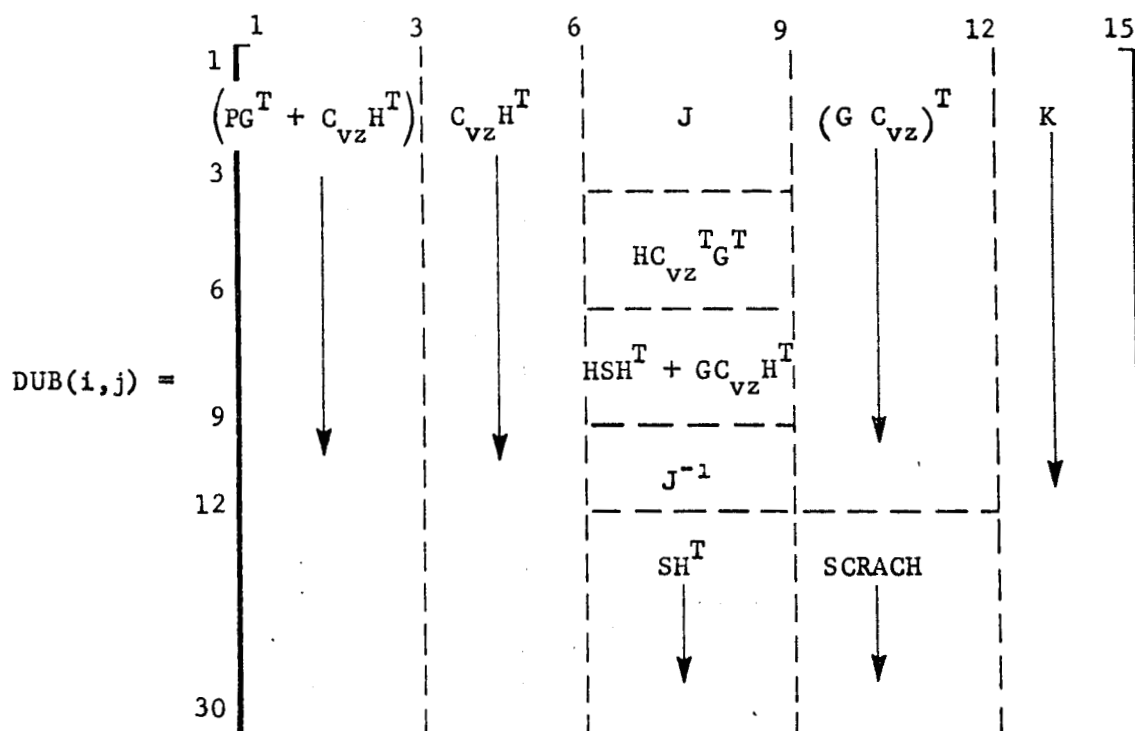 1 3 6 9 12 15
1
(PG^T + C_vz H^T) C_vz H^T J (G C_vz)^T K
3
HC_vz^T G^T
6
DUB(i,j) = HSH^T + GC_vz H^T
9
J^-1
12
SH^T SCRACH
30